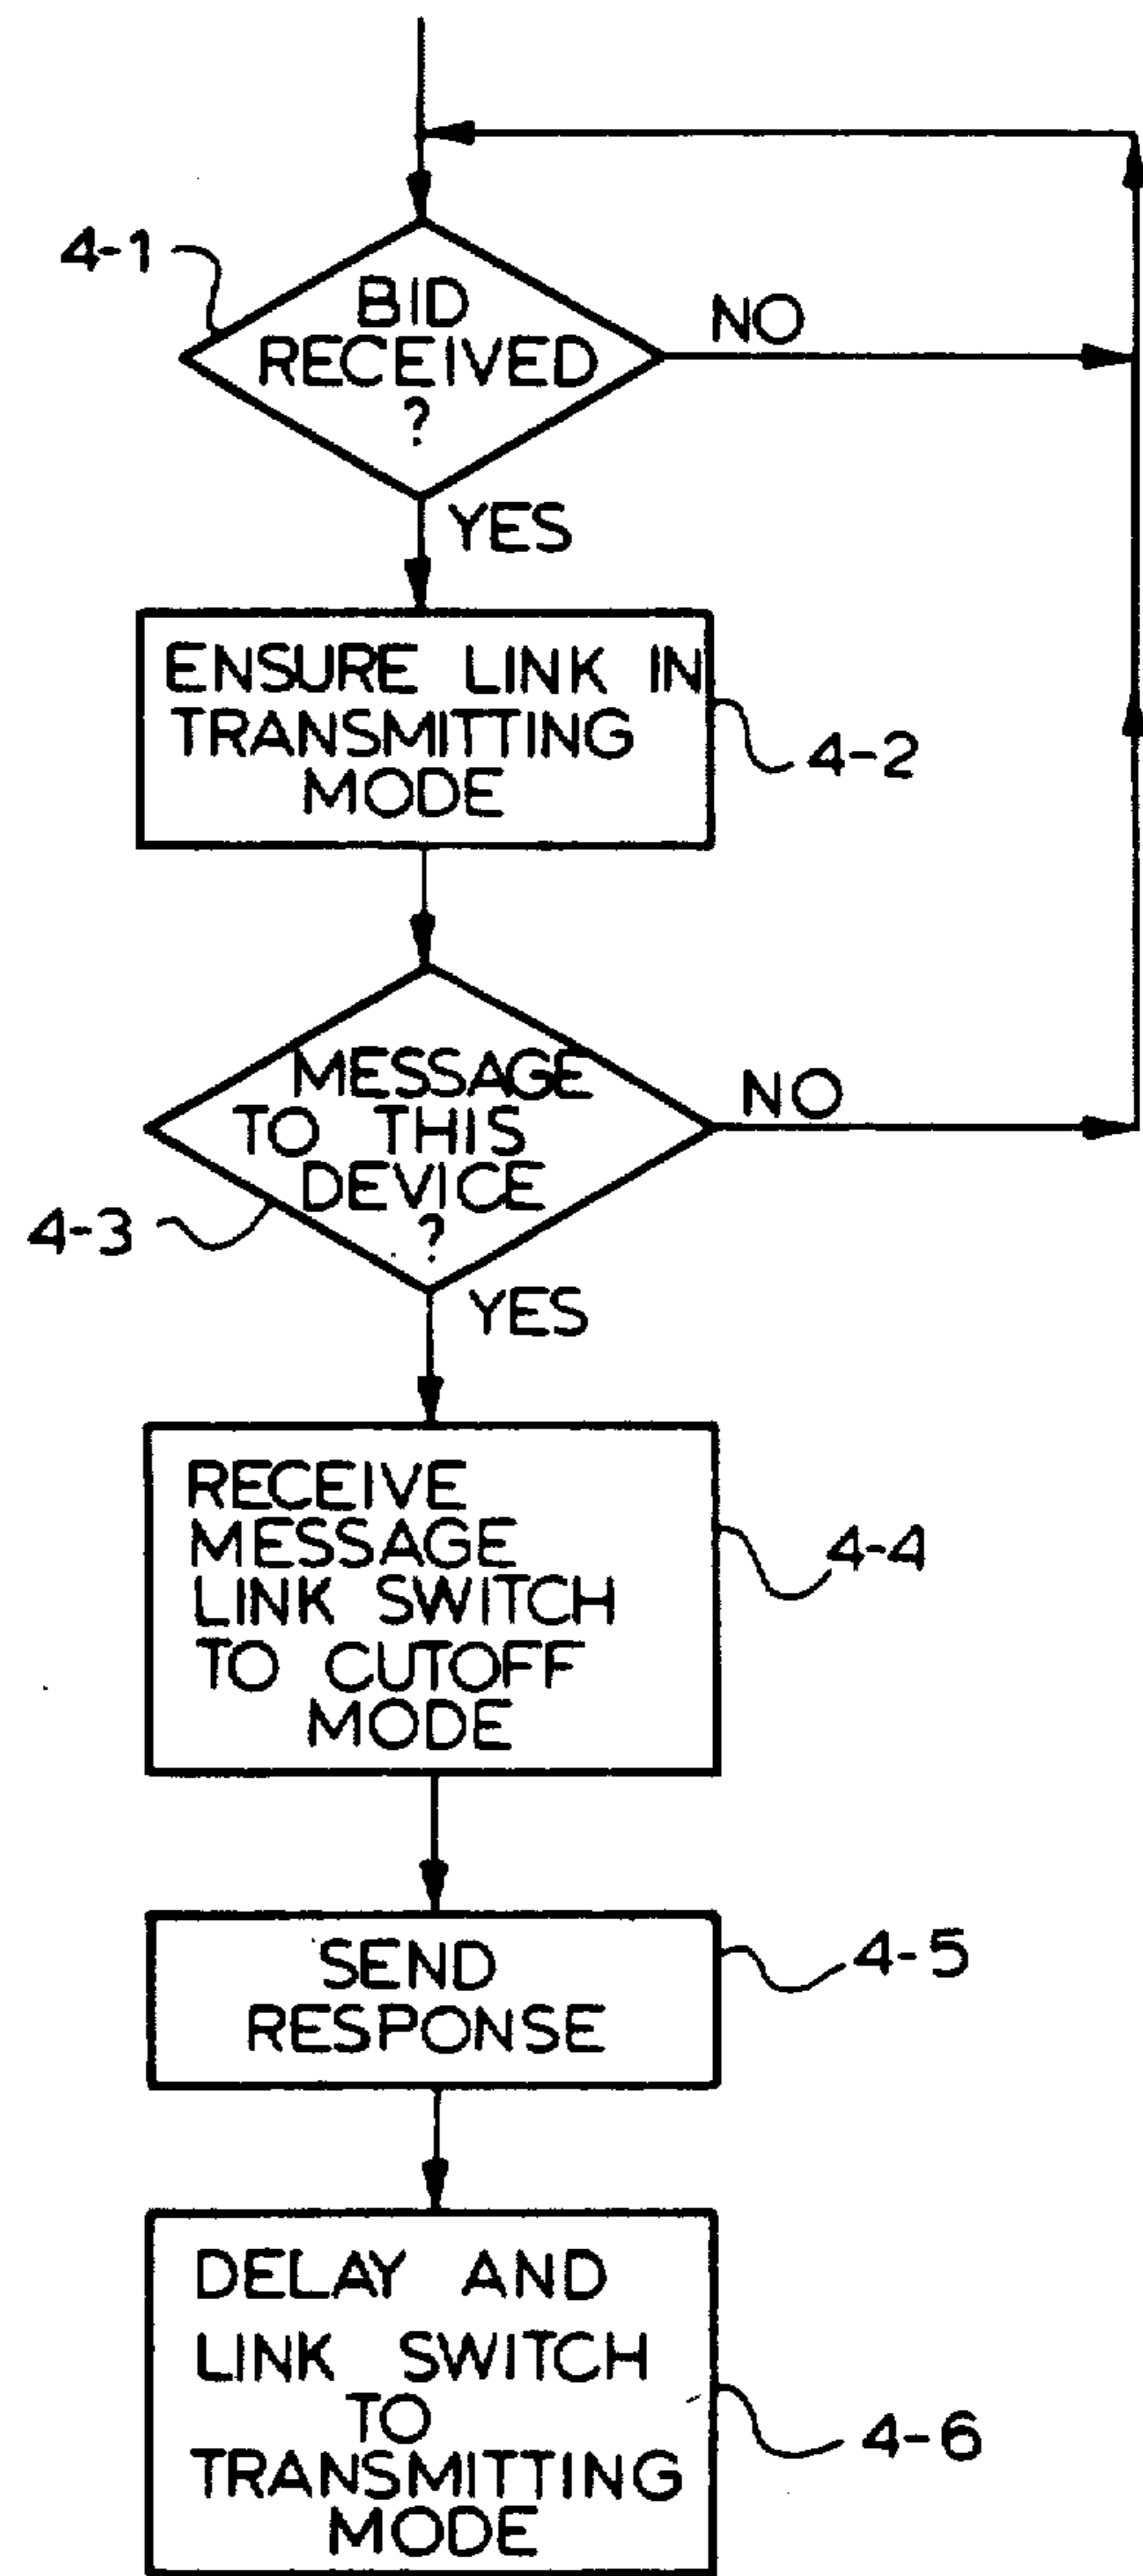 4-1
BID
RECEIVED
?
NO
YES
ENSURE LINK IN
TRANSMITTING
MODE
4-2
MESSAGE
TO THIS
DEVICE
?
NO
4-3
YES
RECEIVE
MESSAGE
LINK SWITCH
TO CUTOFF
MODE
4-4
SEND
RESPONSE
4-5
DELAY AND
LINK SWITCH
TO
TRANSMITTING
MODE
4-6